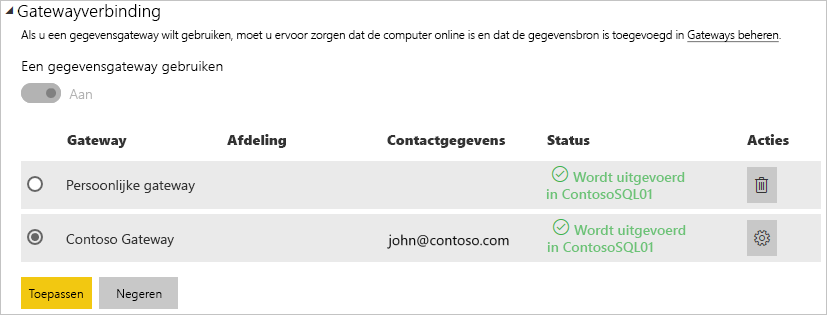 Gatewayverbinding
Als u een gegevensgateway wilt gebruiken, moet u ervoor zorgen dat de computer online is en dat de gegevensbron is toegevoegd in Gateways beheren.
Een gegevensgateway gebruiken
Aan
Gateway Afdeling Contactgegevens Status Acties
Persoonlijke gateway Wordt uitgevoerd
in ContosoSQL01
Contoso Gateway john@contoso.com Wordt uitgevoerd
in ContosoSQL01
Toepassen Negeren